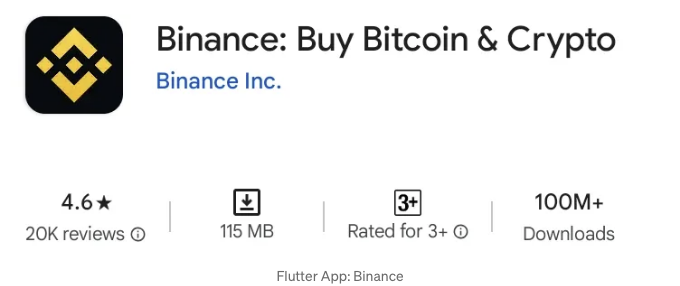 Binance: Buy Bitcoin & Crypto
Binance Inc.
4.6★
20K reviews
115 MB
3+
Rated for 3+
100M+
Downloads
Flutter App: Binance